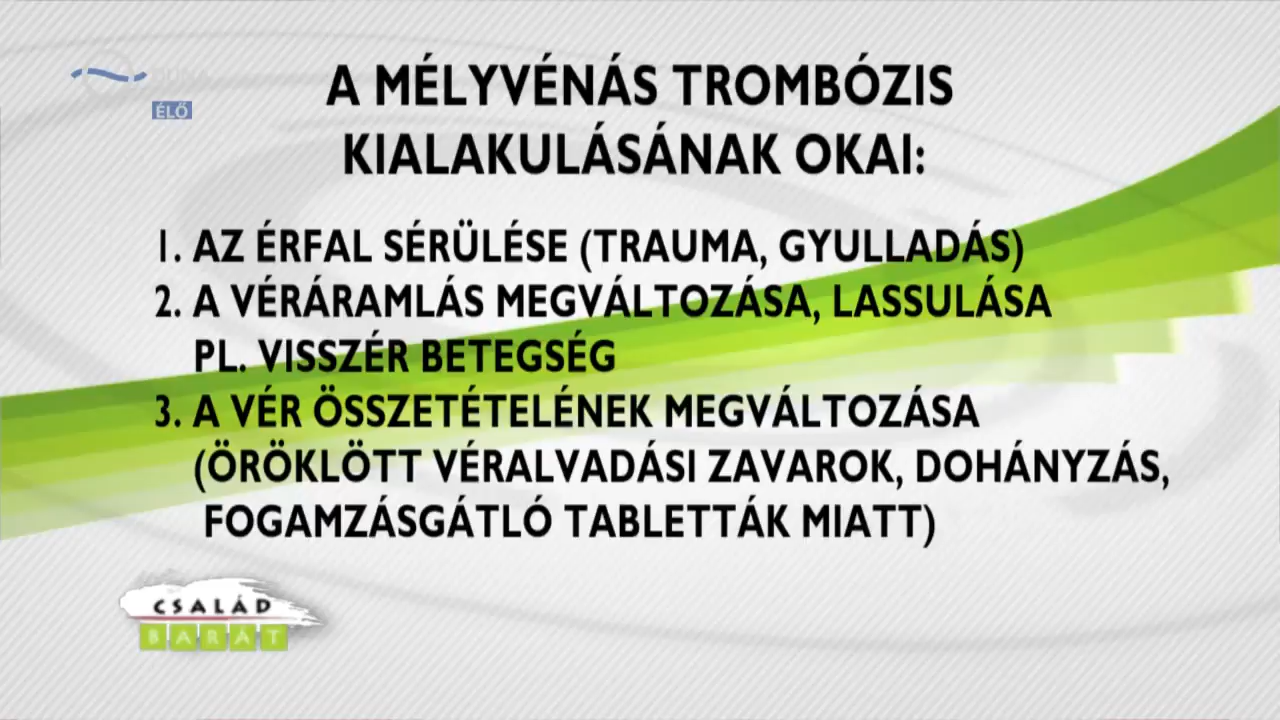 DUNA
ÉLŐ
A MÉLYVÉNÁS TROMBÓZIS
KIALAKULÁSÁNAK OKAI:
1. AZ ÉRFAL SÉRÜLÉSE (TRAUMA, GYULLADÁS)
2. A VÉRÁRAMLÁS MEGVÁLTOZÁSA, LASSULÁSA
PL. VISSZÉR BETEGSÉG
3. A VÉR ÖSSZETÉTELÉNEK MEGVÁLTOZÁSA
(ÖRÖKLÖTT VÉRALVADÁSI ZAVAROK, DOHÁNYZÁS,
FOGAMZÁSGÁTLÓ TABLETTÁK MIATT)
CSALÁD
BARÁT